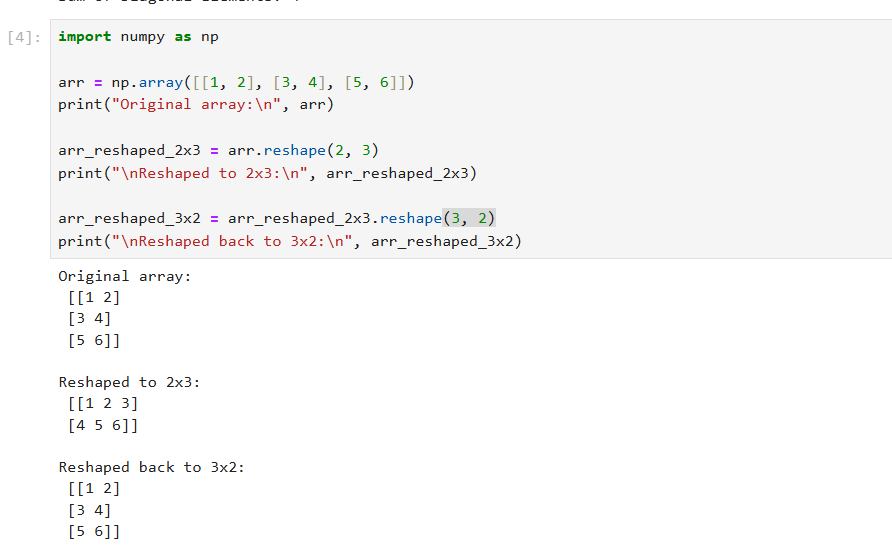 [4]: import numpy as np
arr = np.array([[1, 2], [3, 4], [5, 6]])
print("Original array:\n", arr)
arr_reshaped_2x3 = arr.reshape(2, 3)
print("\nReshaped to 2x3:\n", arr_reshaped_2x3)
arr_reshaped_3x2 = arr_reshaped_2x3.reshape(3, 2)
print("\nReshaped back to 3x2:\n", arr_reshaped_3x2)
Original array:
[[1 2]
[3 4]
[5 6]]
Reshaped to 2x3:
[[1 2 3]
[4 5 6]]
Reshaped back to 3x2:
[[1 2]
[3 4]
[5 6]]